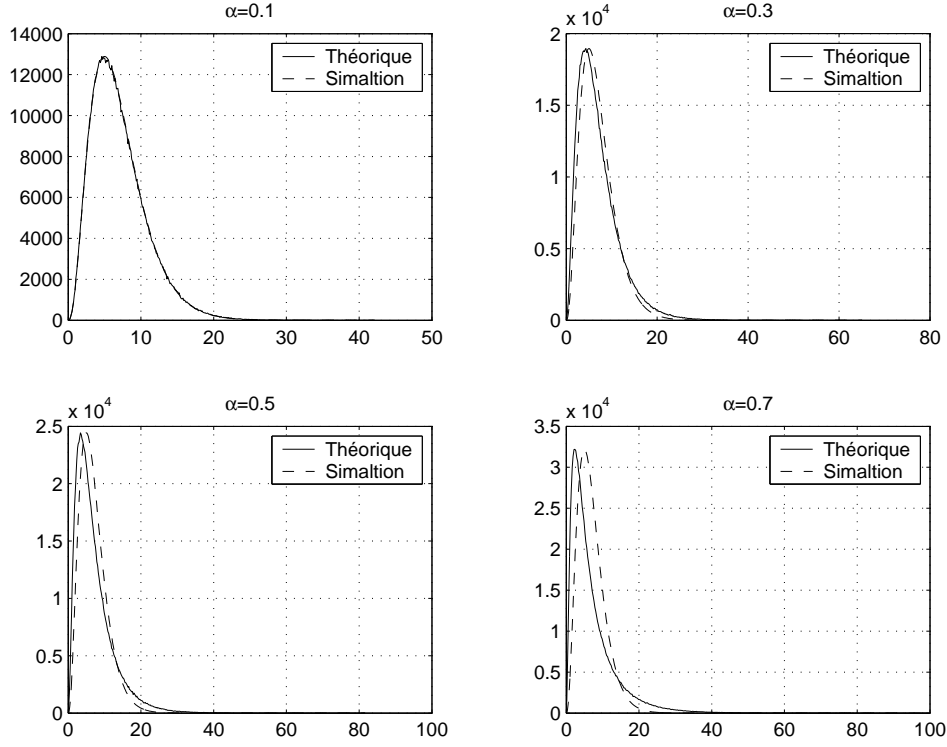 α=0.1
14000
12000
10000
8000
6000
4000
2000
0
0 10 20 30 40 50
Théorique
Simaltion
α=0.3
x 10^4
2
1.5
1
0.5
0
0 20 40 60 80
Théorique
Simaltion
α=0.5
x 10^4
2.5
2
1.5
1
0.5
0
0 20 40 60 80 100
Théorique
Simaltion
α=0.7
x 10^4
3.5
3
2.5
2
1.5
1
0.5
0
0 20 40 60 80 100
Théorique
Simaltion